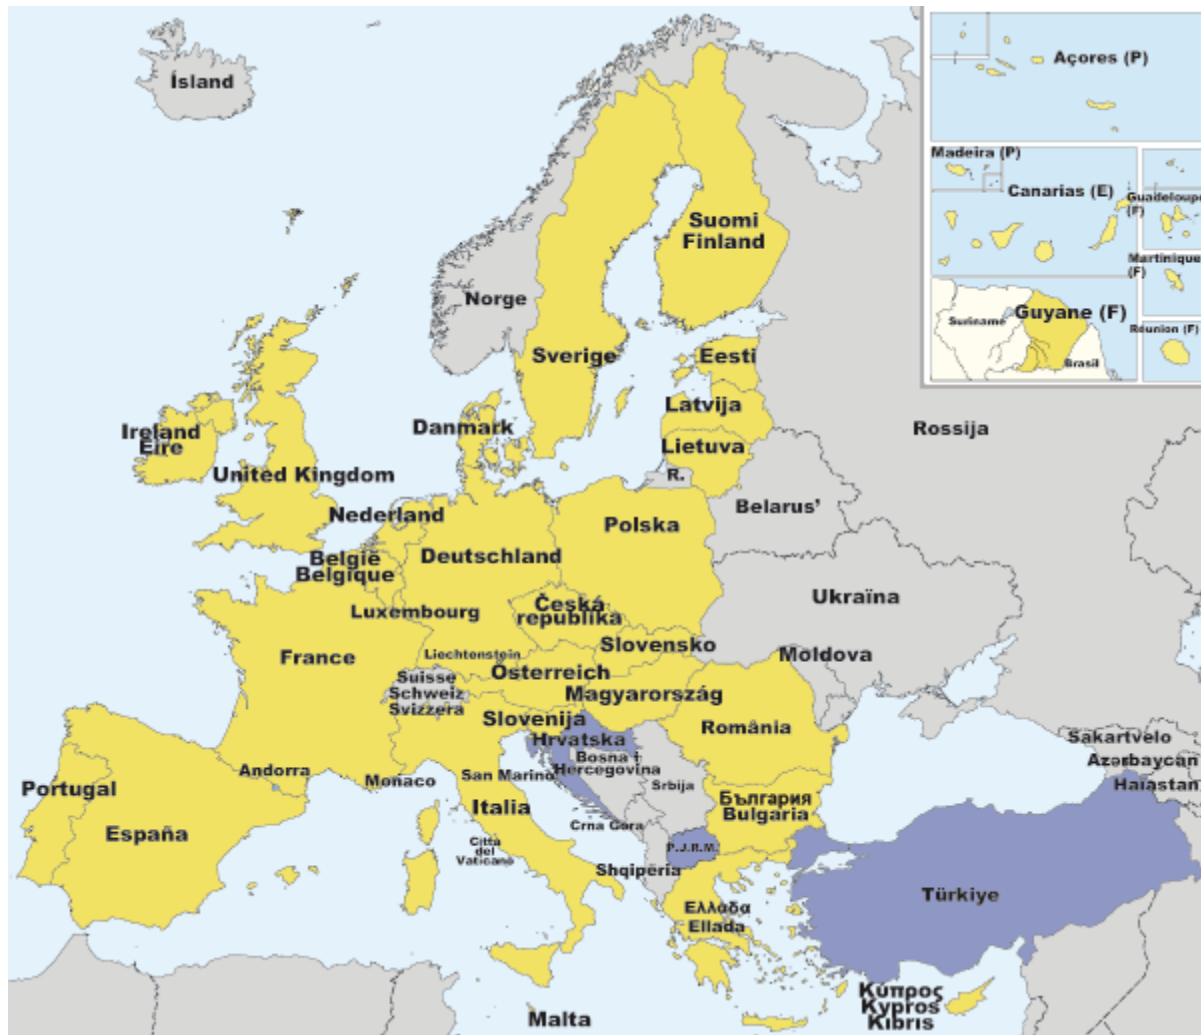 Ísland
Açores (P)
Madeira (P)
Canarias (E)
Guadeloupe
(F)
Martinique
(F)
Guyane (F)
Suriname
Brasil
Réunion (F)
Suomi
Finland
Norge
Sverige
Eesti
Latvija
Lietuva
R.
Danmark
Rossija
Ireland
Eire
United Kingdom
Nederland
Belarus'
Polska
België
Belgique
Deutschland
Luxembourg
Česká
republika
Ukraïna
Slovensko
Moldova
France
Liechtenstein
Österreich
Suisse
Schweiz
Svizzera
Magyarország
Slovenija
România
Hrvatska
Bosna i
Hercegovina
Sakartvelo
Azərbaycan
Haïastan
Andorra
Monaco
San Marino
Srbija
Portugal
España
Italia
България
Bulgaria
Crna Gora
P.J.R.M.
Città
del
Vaticano
Shqipëria
Türkiye
Ελλάδα
Ellada
Κύπρος
Kypros
Kıbrıs
Malta